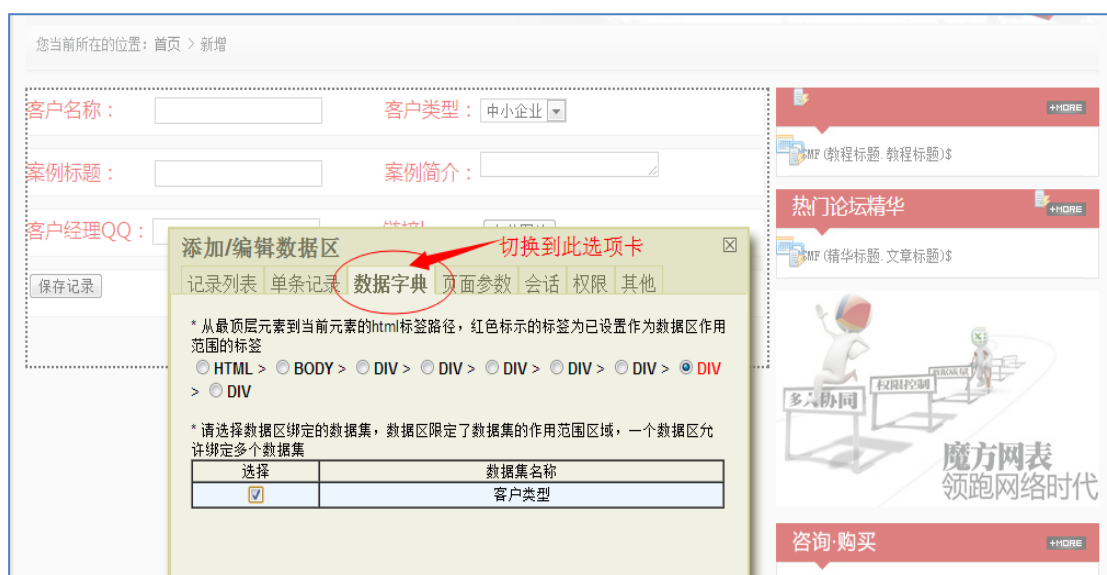 您当前所在的位置：首页 > 新增
客户名称：
客户类型：
中小企业
案例标题：
案例简介：
客户经理QQ：
保存记录
添加/编辑数据区
切换到此选项卡
记录列表 单条记录 数据字典 页面参数 会话 权限 其他
* 从最顶层元素到当前元素的html标签路径，红色标示的标签为已设置作为数据区作用
范围的标签
HTML > BODY > DIV > DIV > DIV > DIV > DIV > DIV
> DIV
* 请选择数据区绑定的数据集，数据区限定了数据集的作用范围区域，一个数据区允
许绑定多个数据集
选择 数据集名称
客户类型
+MORE
MF(教程标题.教程标题)$
热门论坛精华
+MORE
MF(精华标题.文章标题)$
多人协同
权限控制
数据质量
魔方网表
领跑网络时代
咨询·购买
+MORE